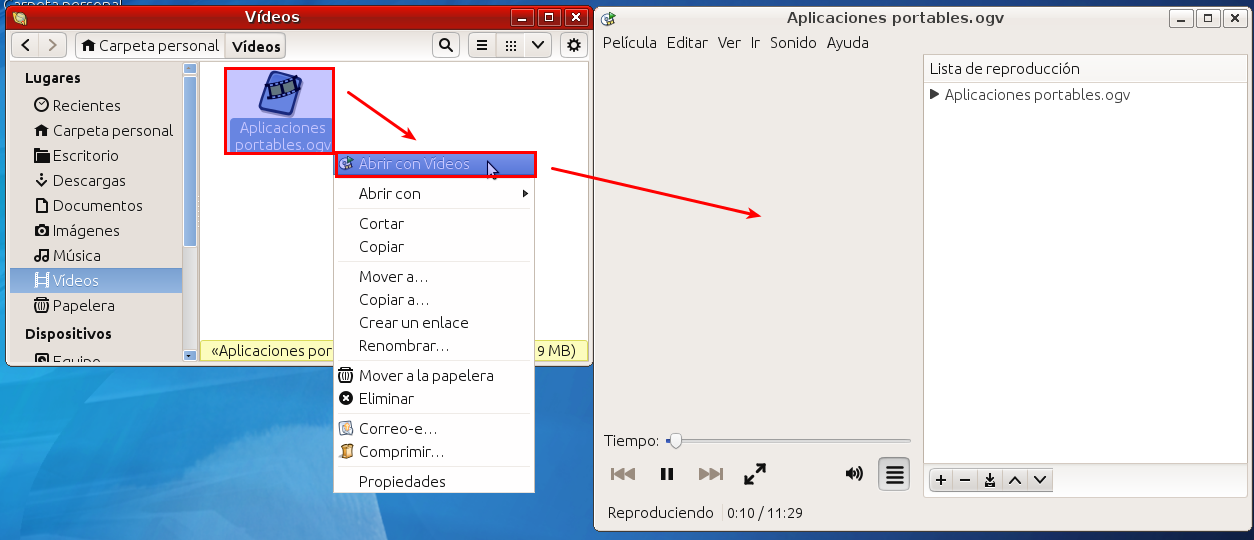 Carpeta personal
Vídeos
Carpeta personal
Vídeos
Lugares
Recientes
Carpeta personal
Escritorio
Descargas
Documentos
Imágenes
Música
Vídeos
Papelera
Dispositivos
Equipo
Aplicaciones
portables.ogv
«Aplicaciones por
9 MB)
Abrir con Vídeos
Abrir con
Cortar
Copiar
Mover a...
Copiar a...
Crear un enlace
Renombrar...
Mover a la papelera
Eliminar
Correo-e...
Comprimir...
Propiedades
Aplicaciones portables.ogv
Película Editar Ver Ir Sonido Ayuda
Lista de reproducción
Aplicaciones portables.ogv
Tiempo:
Reproduciendo 0:10 / 11:29